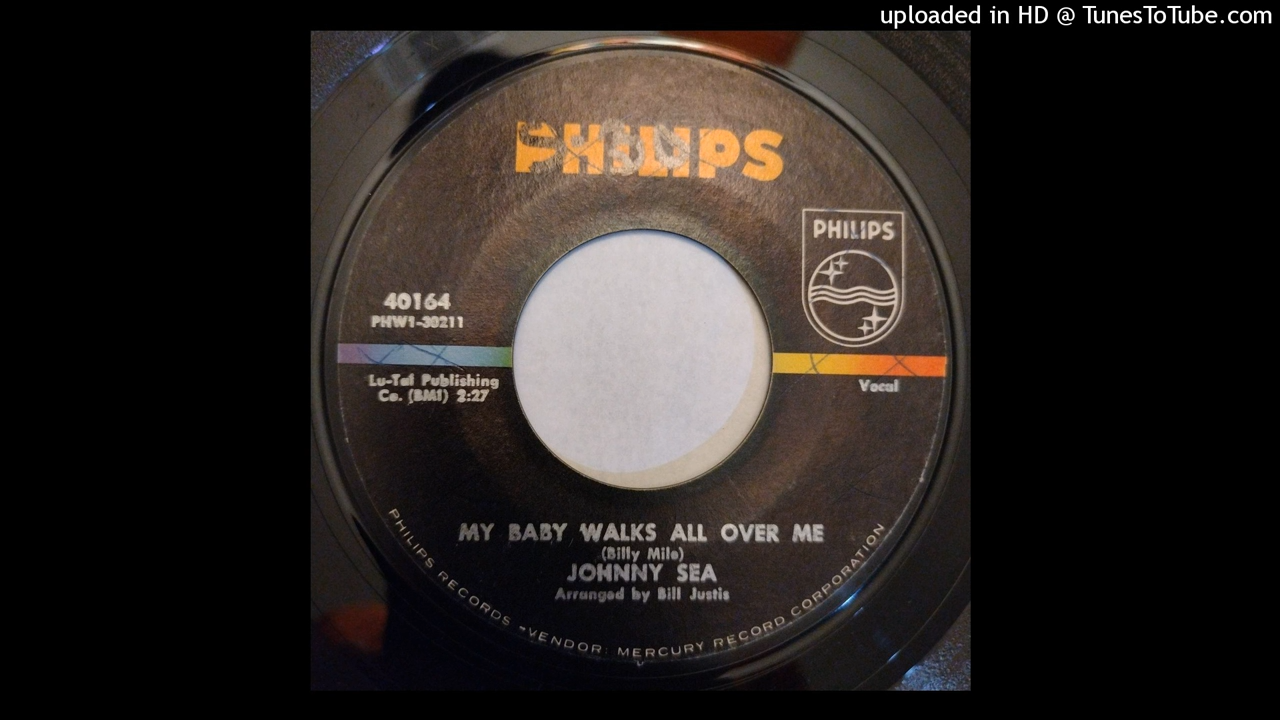 uploaded in HD @ TunesToTube.com
PHILIPS
PHILIPS
40164
PHW1-30211
Lu-Tal Publishing
Co. (BMI) 2:27
Vocal
MY BABY WALKS ALL OVER ME
(Billy Mile)
JOHNNY SEA
Arranged by Bill Justis
PHILIPS RECORDS - VENDOR: MERCURY RECORD CORPORATION